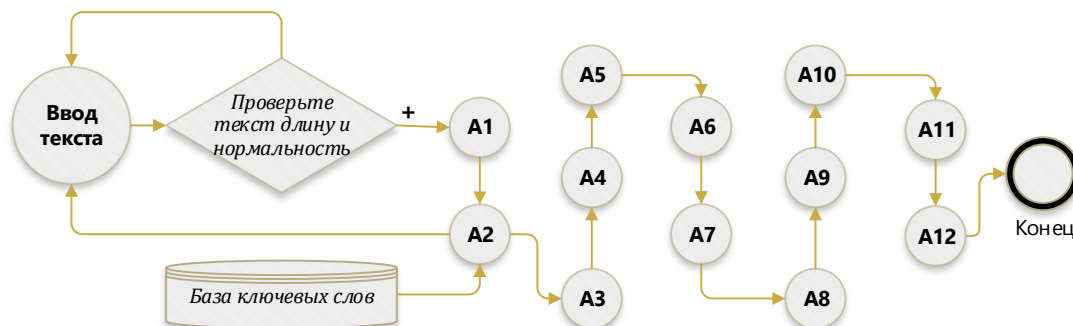 Ввод
текста
Проверьте
текст длину и
нормальность
+
A1
A2
База ключевых слов
A3
A4
A5
A6
A7
A8
A9
A10
A11
A12
Конец